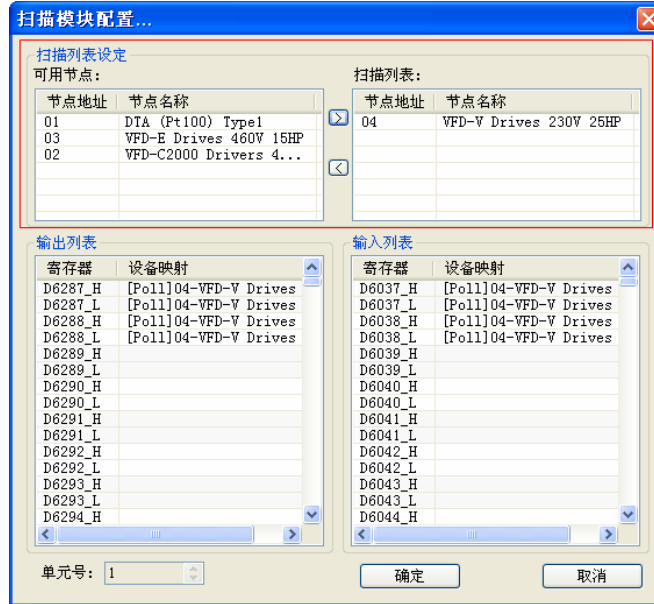 扫描模块配置...
扫描列表设定
可用节点：
节点地址 节点名称
01 DTA (Pt100) Type1
03 VFD-E Drives 460V 15HP
02 VFD-C2000 Drivers 4...
扫描列表：
节点地址 节点名称
04 VFD-V Drives 230V 25HP
输出列表
寄存器 设备映射
D6287_H [Poll]04-VFD-V Drives
D6287_L [Poll]04-VFD-V Drives
D6288_H [Poll]04-VFD-V Drives
D6288_L [Poll]04-VFD-V Drives
D6289_H
D6289_L
D6290_H
D6290_L
D6291_H
D6291_L
D6292_H
D6292_L
D6293_H
D6293_L
D6294_H
输入列表
寄存器 设备映射
D6037_H [Poll]04-VFD-V Drives
D6037_L [Poll]04-VFD-V Drives
D6038_H [Poll]04-VFD-V Drives
D6038_L [Poll]04-VFD-V Drives
D6039_H
D6039_L
D6040_H
D6040_L
D6041_H
D6041_L
D6042_H
D6042_L
D6043_H
D6043_L
D6044_H
单元号： 1
确定
取消